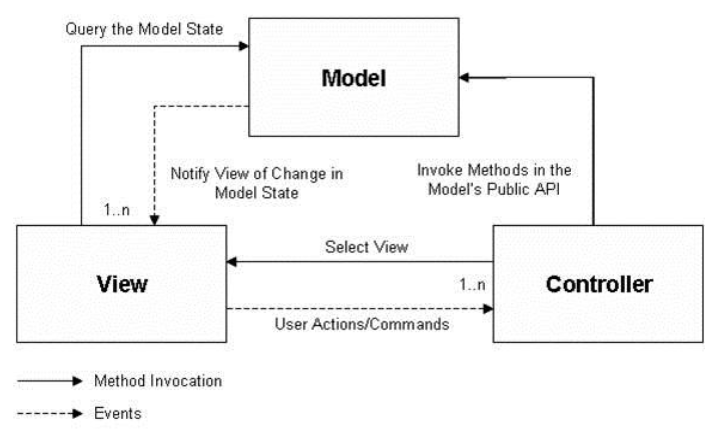 Query the Model State
Model
Notify View of Change in
Model State
Invoke Methods in the
Model's Public API
1..n
Select View
View
1..n
Controller
User Actions/Commands
Method Invocation
Events